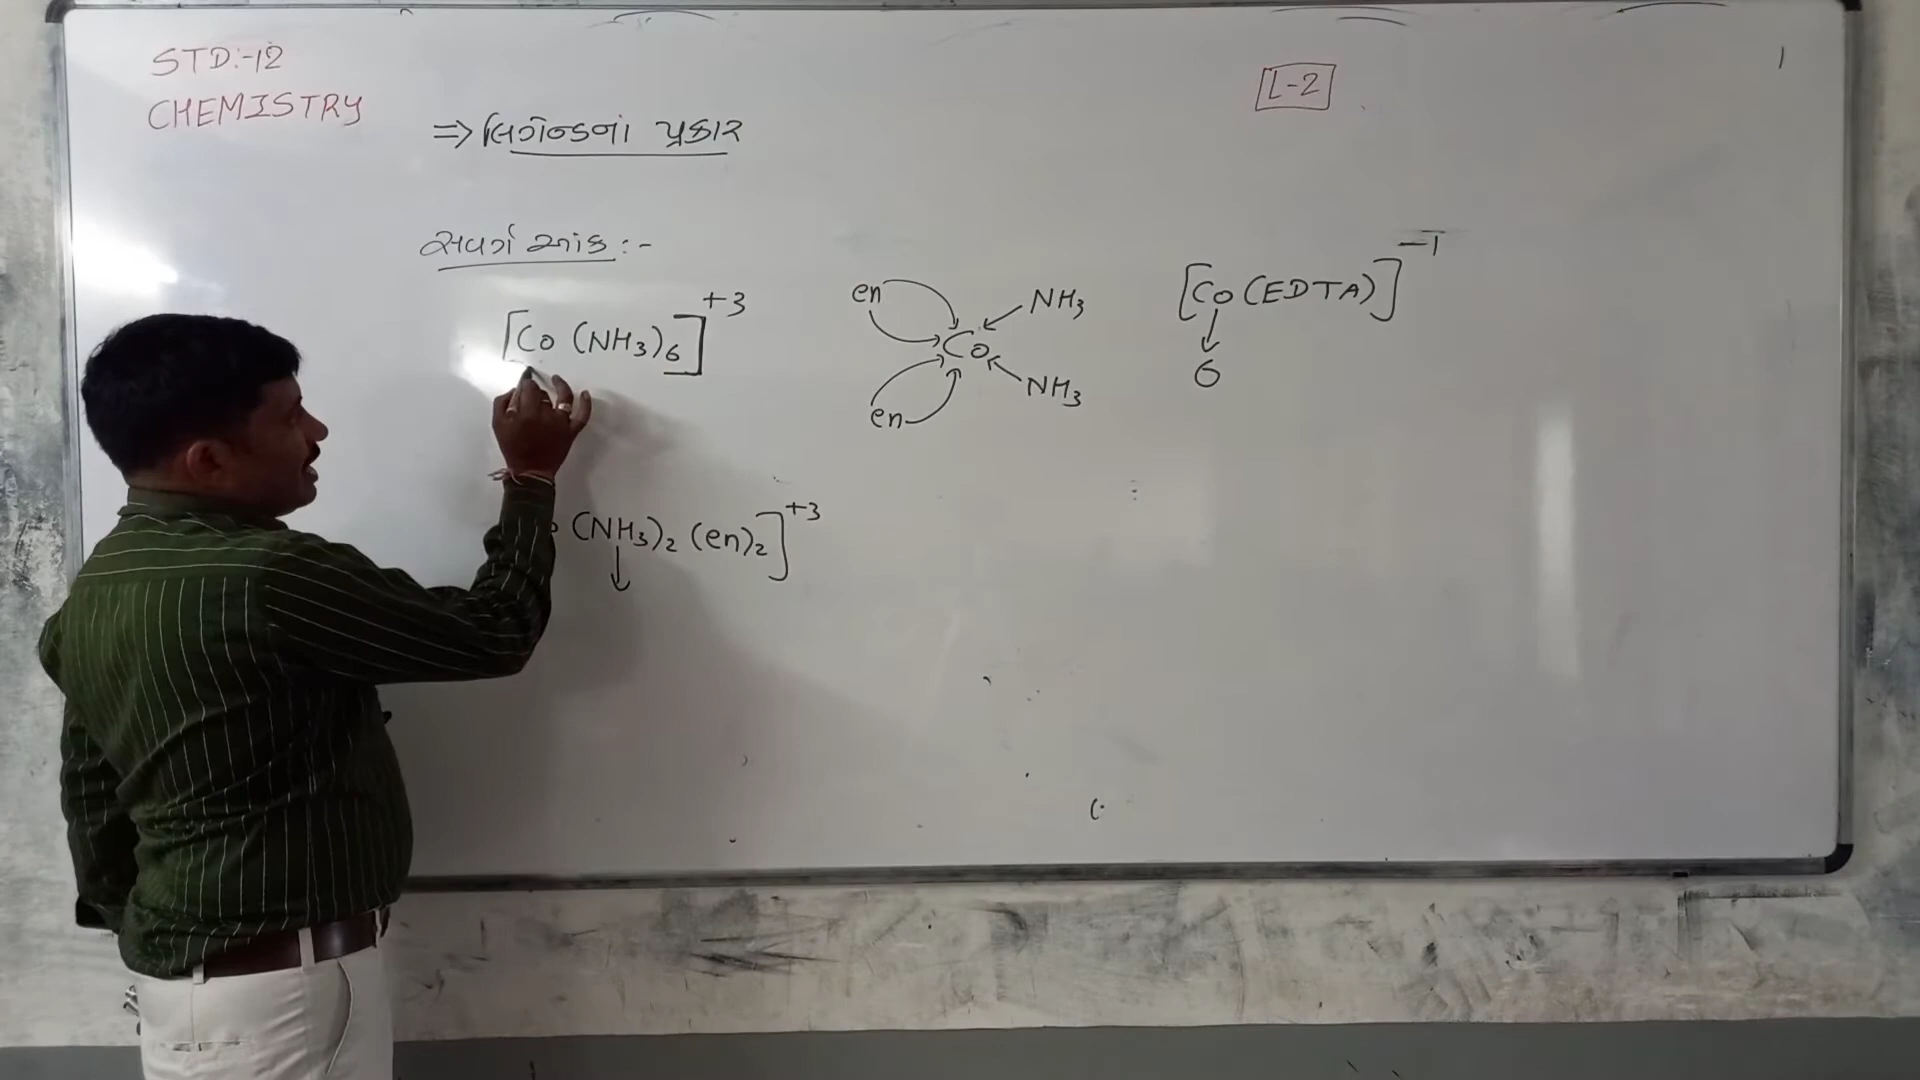 STD:-12
CHEMISTRY
L-2
⇒ લિગેન્ડના પ્રકાર
સવર્ગ આંક :-
[Co (NH₃)₆]⁺³
en
en
Co
NH₃
NH₃
[Co (EDTA)]⁻¹
↓
6
(NH₃)₂ (en)₂]⁺³
↓